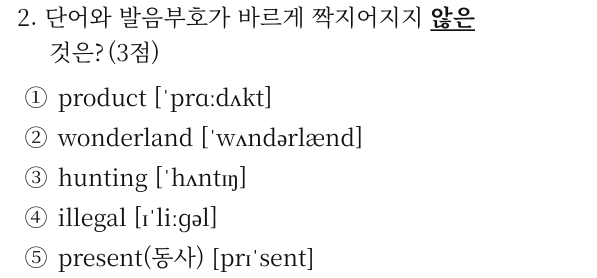 2. 단어와 발음부호가 바르게 짝지어지지 않은
것은? (3점)
① product [ˈprɑːdʌkt]
② wonderland [ˈwʌndərlænd]
③ hunting [ˈhʌntɪŋ]
④ illegal [ɪˈliːgəl]
⑤ present(동사) [prɪˈsent]